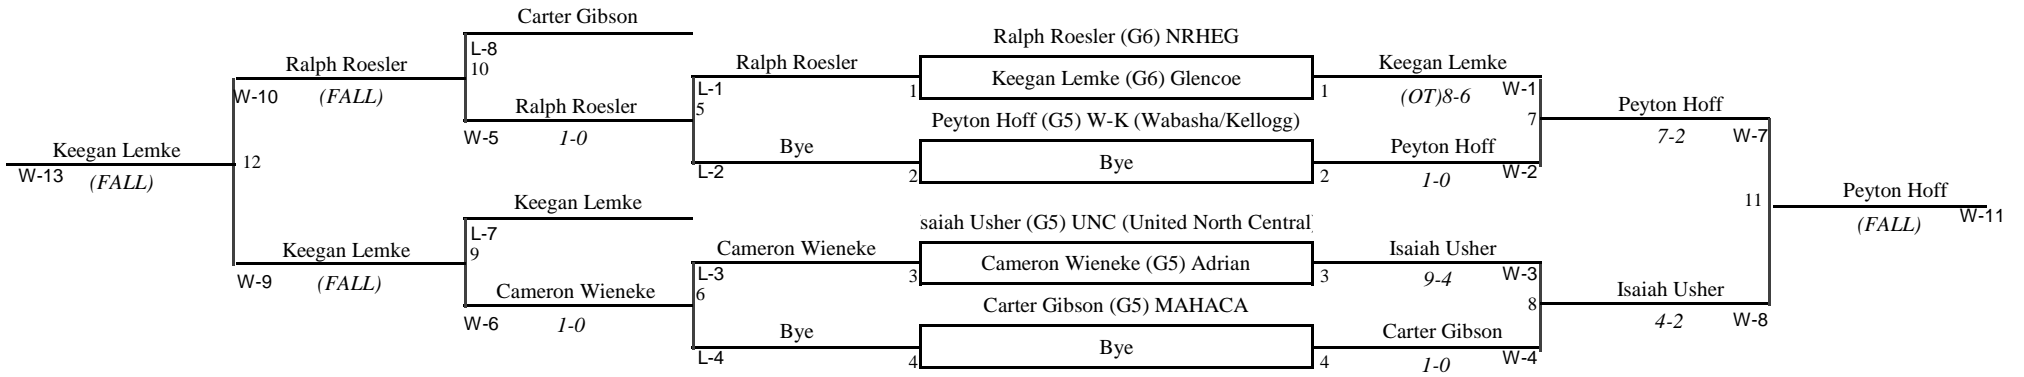 Carter Gibson
L-8
10
Ralph Roesler
W-10
(FALL)
Ralph Roesler
W-5
1-0
Keegan Lemke
W-13
(FALL)
12
Keegan Lemke
L-7
9
Keegan Lemke
W-9
(FALL)
Cameron Wieneke
W-6
1-0
Ralph Roesler
L-1
5
1
Bye
L-2
2
Cameron Wieneke
L-3
6
3
Bye
L-4
4
Ralph Roesler (G6) NRHEG
Keegan Lemke (G6) Glencoe
Peyton Hoff (G5) W-K (Wabasha/Kellogg)
Bye
saiah Usher (G5) UNC (United North Central)
Cameron Wieneke (G5) Adrian
Carter Gibson (G5) MAHACA
Bye
Keegan Lemke
1
(OT)8-6
W-1
7
Peyton Hoff
2
1-0
W-2
Isaiah Usher
3
9-4
W-3
8
Carter Gibson
4
1-0
W-4
Peyton Hoff
7-2
W-7
11
Isaiah Usher
4-2
W-8
Peyton Hoff
(FALL)
W-11